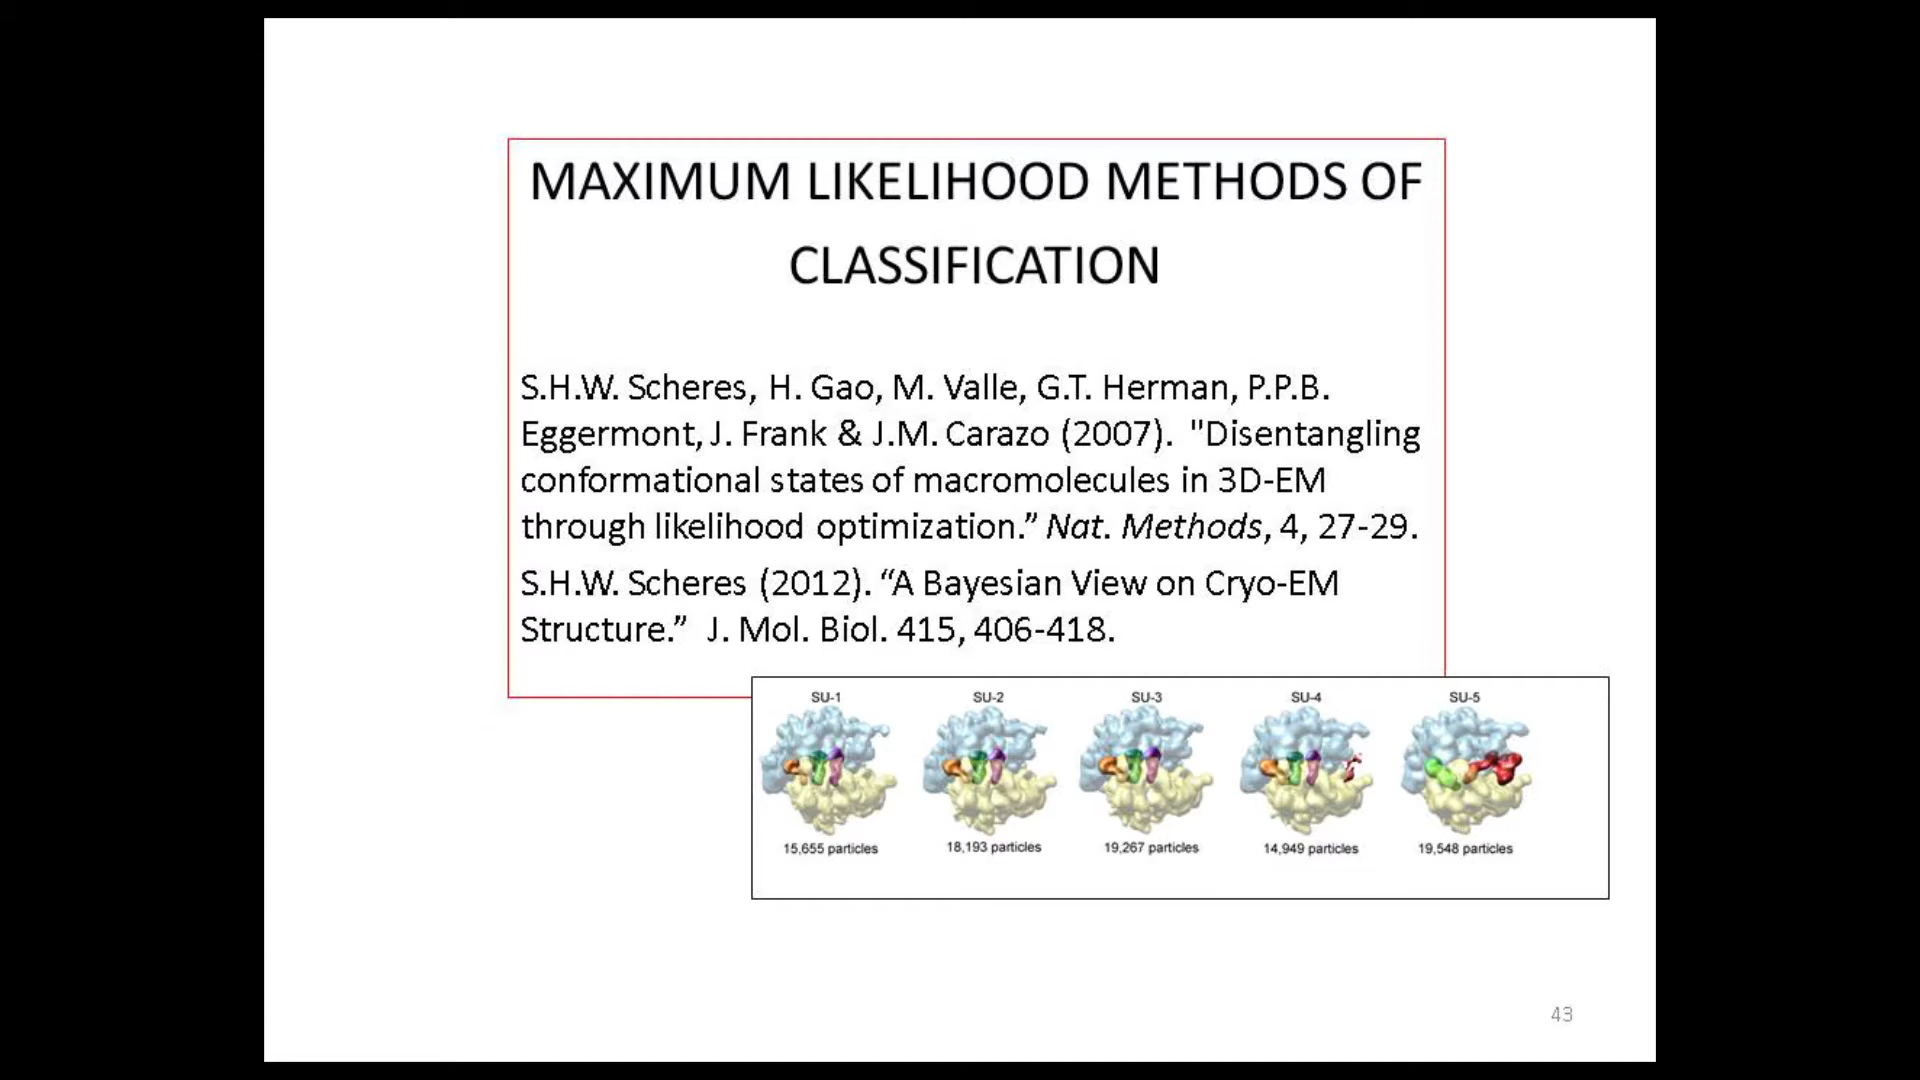 MAXIMUM LIKELIHOOD METHODS OF
CLASSIFICATION
S.H.W. Scheres, H. Gao, M. Valle, G.T. Herman, P.P.B.
Eggermont, J. Frank & J.M. Carazo (2007). "Disentangling
conformational states of macromolecules in 3D-EM
through likelihood optimization.” Nat. Methods, 4, 27-29.
S.H.W. Scheres (2012). “A Bayesian View on Cryo-EM
Structure.” J. Mol. Biol. 415, 406-418.
SU-1 SU-2 SU-3 SU-4 SU-5
15,655 particles 18,193 particles 19,267 particles 14,949 particles 19,548 particles
43